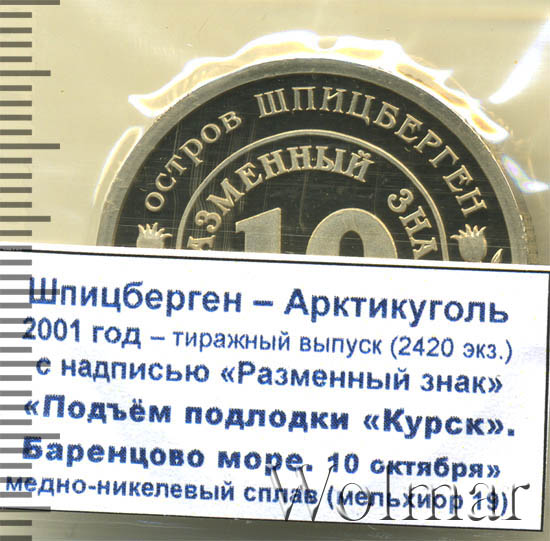 ОСТРОВ ШПИЦБЕРГЕН
РАЗМЕННЫЙ ЗНАК
10
Шпицберген – Арктикуголь
2001 год – тиражный выпуск (2420 экз.)
с надписью «Разменный знак»
«Подъём подлодки «Курск».
Баренцово море. 10 октября»
медно-никелевый сплав (мельхиор 19)
Wolmar